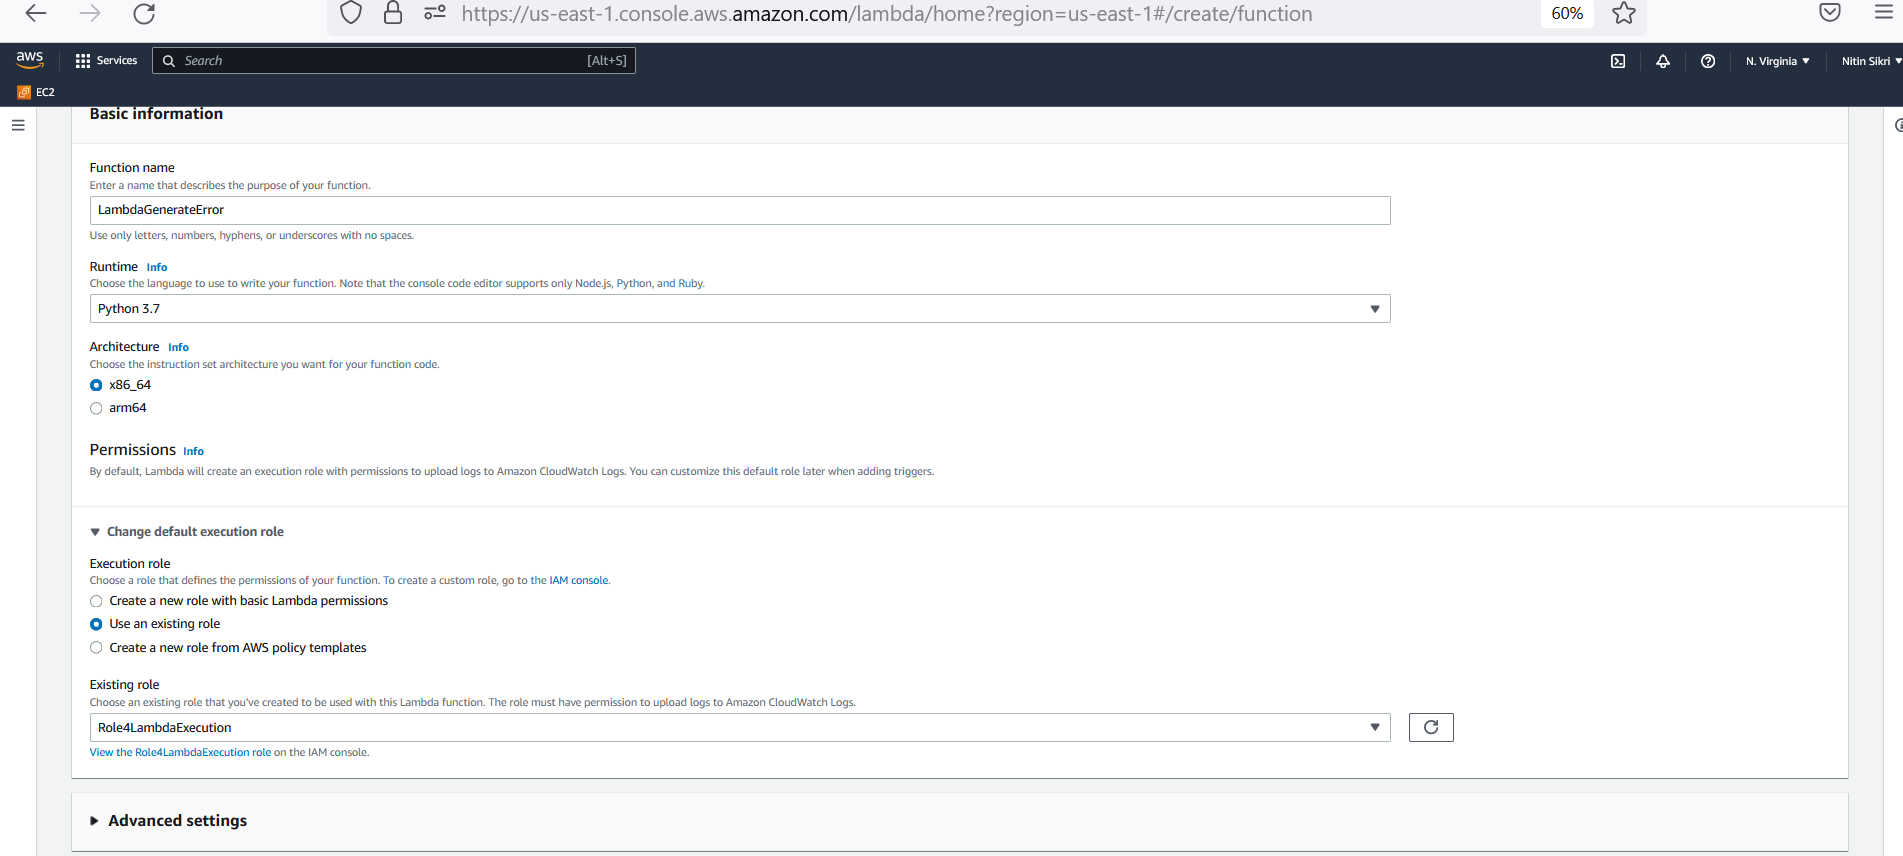 https://us-east-1.console.aws.amazon.com/lambda/home?region=us-east-1#/create/function
60%
aws
Services
Search
[Alt+S]
N. Virginia
Nitin Sikri
EC2
Basic information
Function name
Enter a name that describes the purpose of your function.
LambdaGenerateError
Use only letters, numbers, hyphens, or underscores with no spaces.
Runtime Info
Choose the language to use to write your function. Note that the console code editor supports only Node.js, Python, and Ruby.
Python 3.7
Architecture Info
Choose the instruction set architecture you want for your function code.
x86_64
arm64
Permissions Info
By default, Lambda will create an execution role with permissions to upload logs to Amazon CloudWatch Logs. You can customize this default role later when adding triggers.
Change default execution role
Execution role
Choose a role that defines the permissions of your function. To create a custom role, go to the IAM console.
Create a new role with basic Lambda permissions
Use an existing role
Create a new role from AWS policy templates
Existing role
Choose an existing role that you've created to be used with this Lambda function. The role must have permission to upload logs to Amazon CloudWatch Logs.
Role4LambdaExecution
View the Role4LambdaExecution role on the IAM console.
Advanced settings